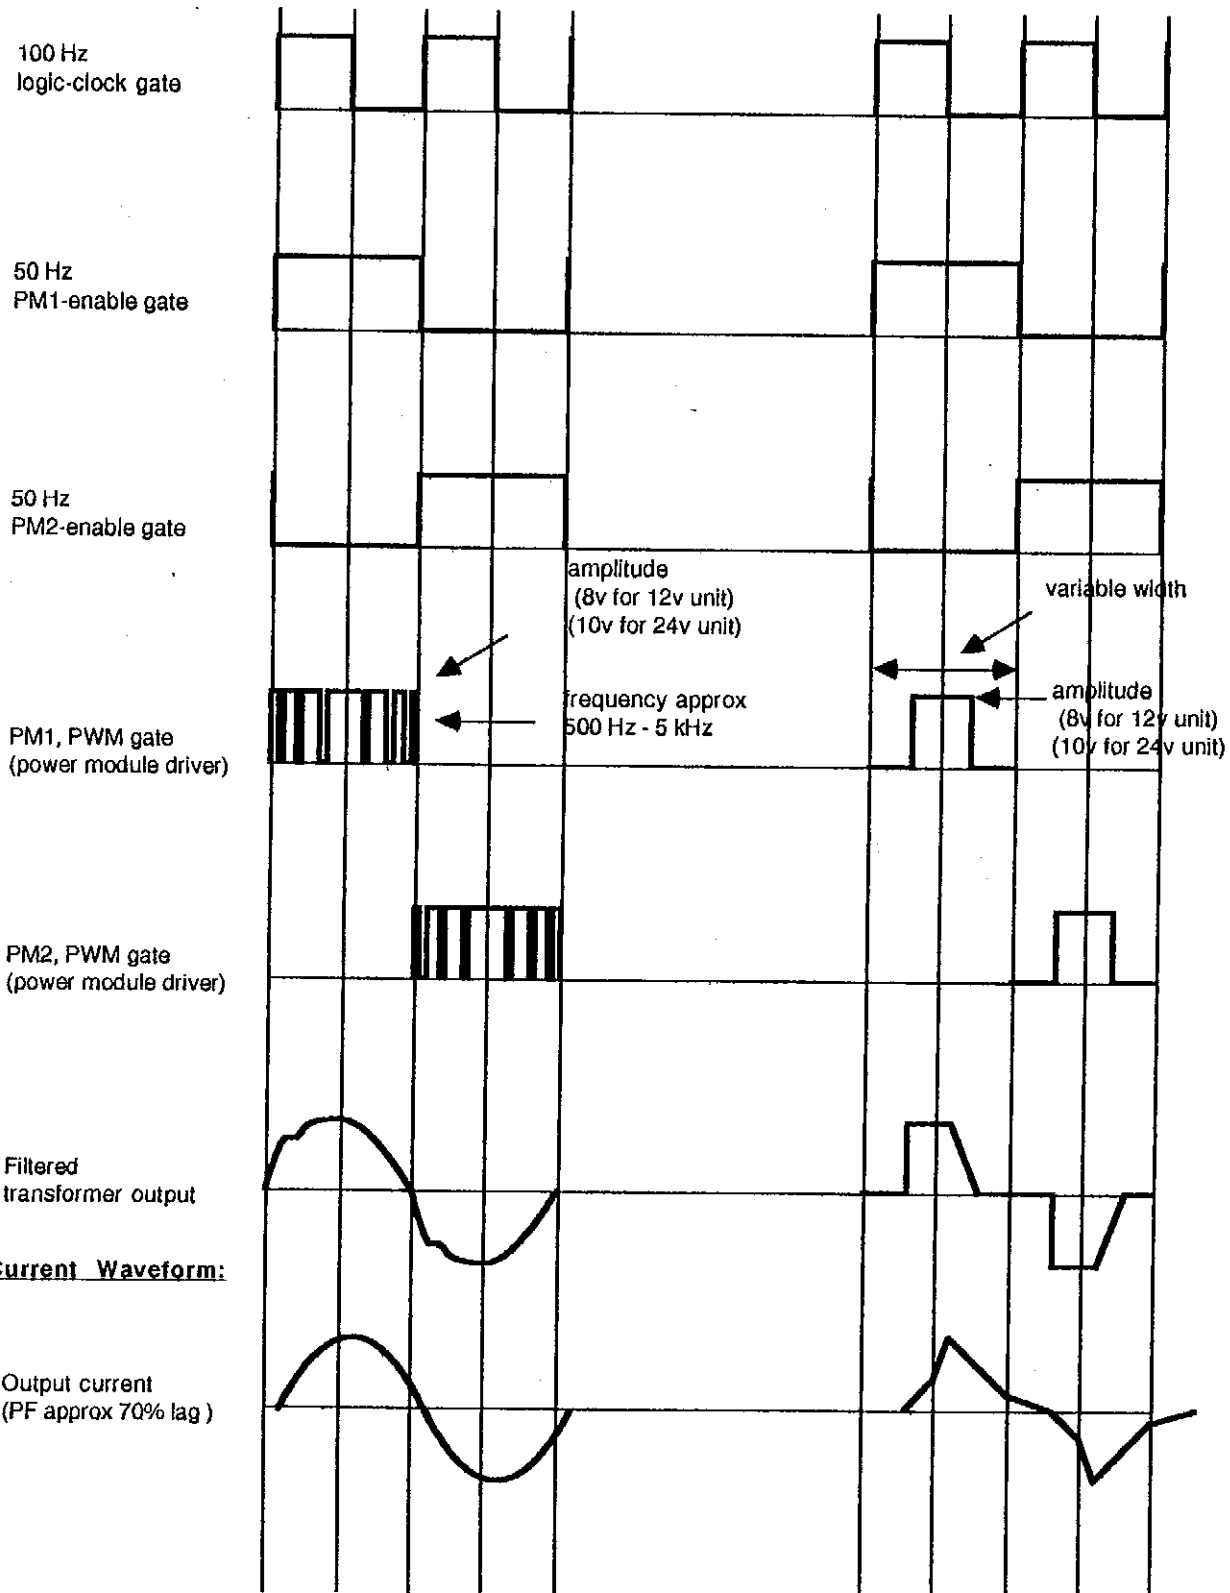 100 Hz
logic-clock gate
50 Hz
PM1-enable gate
50 Hz
PM2-enable gate
amplitude
(8v for 12v unit)
(10v for 24v unit)
variable width
frequency approx
500 Hz - 5 kHz
amplitude
(8v for 12v unit)
(10v for 24v unit)
PM1, PWM gate
(power module driver)
PM2, PWM gate
(power module driver)
Filtered
transformer output
Current Waveform:
Output current
(PF approx 70% lag )